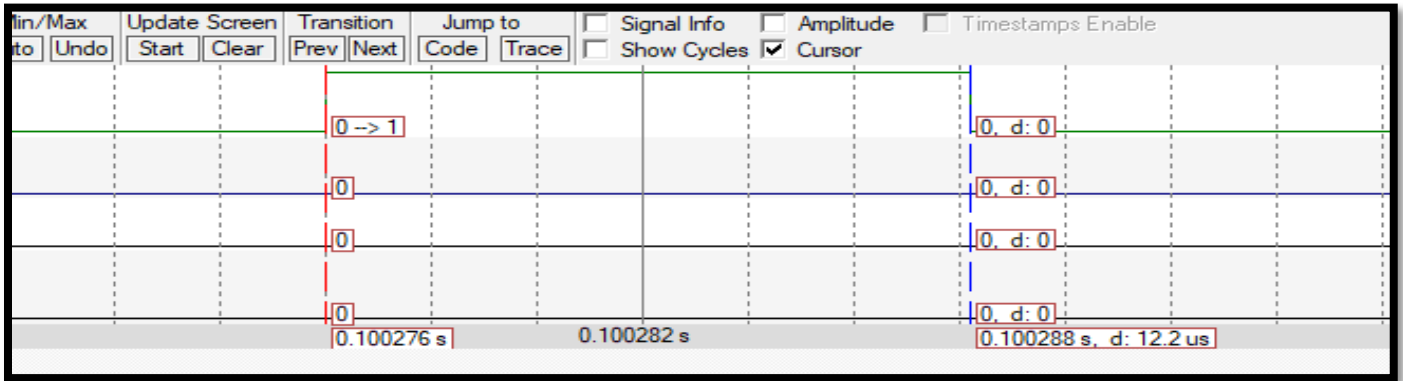 Min/Max Update Screen Transition Jump to Signal Info Amplitude Timestamps Enable
Undo Start Clear Prev Next Code Trace Show Cycles Cursor
0 --> 1 0, d: 0
0 0, d: 0
0 0, d: 0
0 0, d: 0
0.100276 s 0.100282 s 0.100288 s, d: 12.2 us